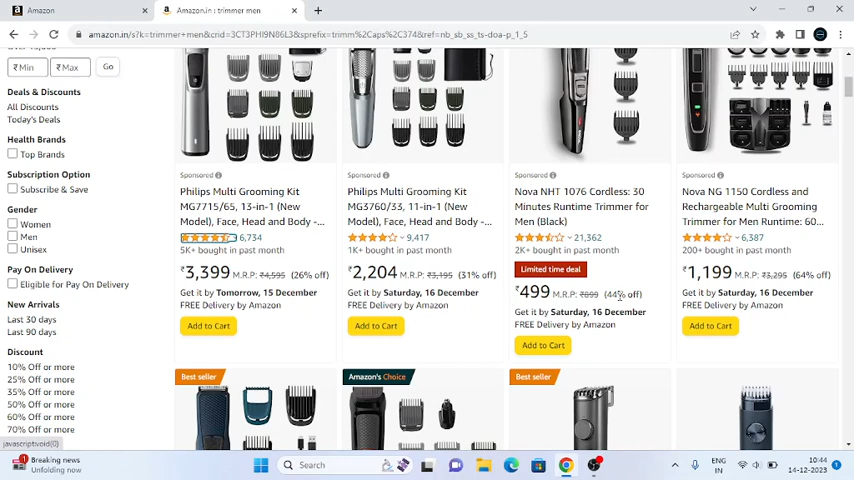 Amazon
Amazon.in : trimmer men
amazon.in/s?k=trimmer+men&crid=3CT3PHI9N86L3&sprefix=trimm%2Caps%2C374&ref=nb_sb_ss_ts-doa-p_1_5
₹ Min
₹ Max
Go
Deals & Discounts
All Discounts
Today's Deals
Health Brands
Top Brands
Subscription Option
Subscribe & Save
Gender
Women
Men
Unisex
Pay On Delivery
Eligible for Pay On Delivery
New Arrivals
Last 30 days
Last 90 days
Discount
10% Off or more
25% Off or more
35% Off or more
50% Off or more
60% Off or more
70% Off or more
javascript:void(0)
Sponsored
Philips Multi Grooming Kit
MG7715/65, 13-in-1 (New
Model), Face, Head and Body -...
6,734
5K+ bought in past month
₹3,399 M.R.P: ₹4,595 (26% off)
Get it by Tomorrow, 15 December
FREE Delivery by Amazon
Add to Cart
Sponsored
Philips Multi Grooming Kit
MG3760/33, 11-in-1 (New
Model), Face, Head and Body -...
9,417
1K+ bought in past month
₹2,204 M.R.P: ₹3,195 (31% off)
Get it by Saturday, 16 December
FREE Delivery by Amazon
Add to Cart
Sponsored
Nova NHT 1076 Cordless: 30
Minutes Runtime Trimmer for
Men (Black)
21,362
2K+ bought in past month
Limited time deal
₹499 M.R.P: ₹899 (44% off)
Get it by Saturday, 16 December
FREE Delivery by Amazon
Add to Cart
Sponsored
Nova NG 1150 Cordless and
Rechargeable Multi Grooming
Trimmer for Men Runtime: 60...
6,387
200+ bought in past month
₹1,199 M.R.P: ₹3,295 (64% off)
Get it by Saturday, 16 December
FREE Delivery by Amazon
Add to Cart
Best seller
Amazon's Choice
Best seller
Breaking news
Unfolding now
Search
ENG
IN
10:44
14-12-2023